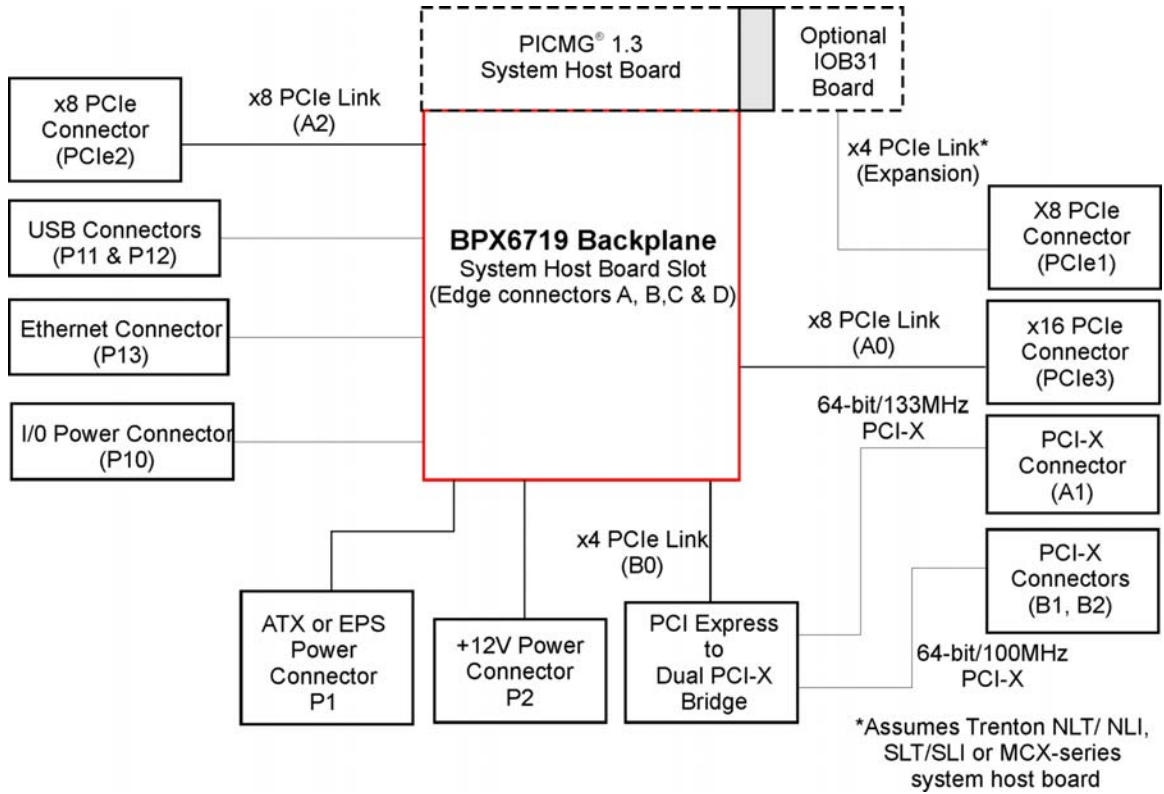 PICMG® 1.3
System Host Board
Optional
IOB31
Board
x8 PCIe
Connector
(PCIe2)
x8 PCIe Link
(A2)
x4 PCIe Link*
(Expansion)
USB Connectors
(P11 & P12)
X8 PCIe
Connector
(PCIe1)
BPX6719 Backplane
System Host Board Slot
(Edge connectors A, B,C & D)
Ethernet Connector
(P13)
x8 PCIe Link
(A0)
x16 PCIe
Connector
(PCIe3)
I/0 Power Connector
(P10)
64-bit/133MHz
PCI-X
PCI-X
Connector
(A1)
x4 PCIe Link
(B0)
PCI-X
Connectors
(B1, B2)
ATX or EPS
Power
Connector
P1
+12V Power
Connector
P2
PCI Express
to
Dual PCI-X
Bridge
64-bit/100MHz
PCI-X
*Assumes Trenton NLT/ NLI,
SLT/SLI or MCX-series
system host board